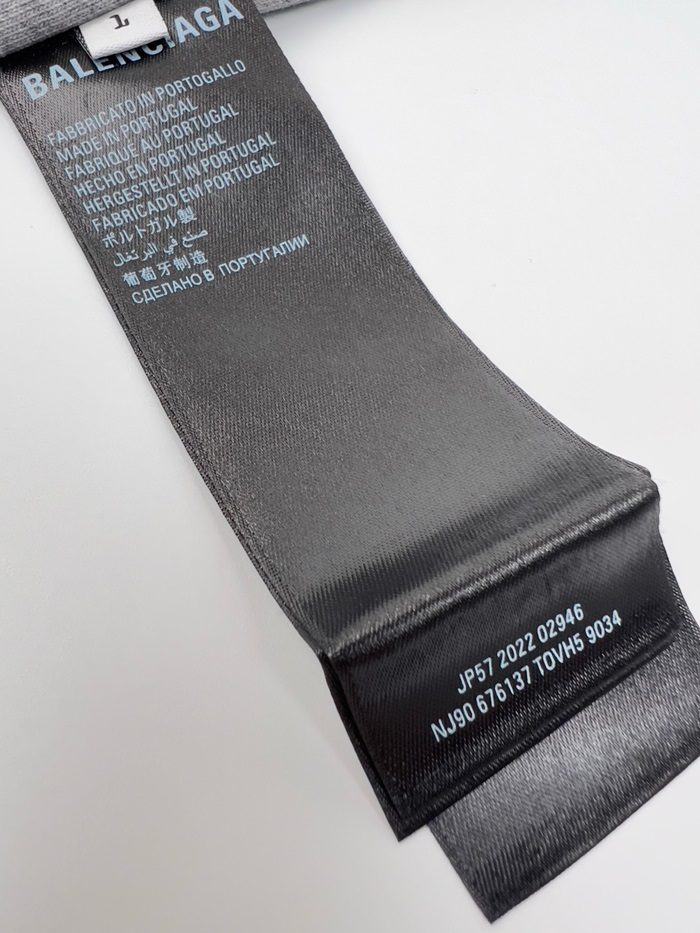 1
BALENCIAGA
FABBRICATO IN PORTOGALLO
MADE IN PORTUGAL
FABRIQUÉ AU PORTUGAL
HECHO EN PORTUGAL
HERGESTELLT IN PORTUGAL
FABRICADO EM PORTUGAL
ポルトガル製
صنع في البرتغال
葡萄牙制造
СДЕЛАНО В ПОРТУГАЛИИ
JP57 2022 02946
NJ90 676137 TOVH5 9034